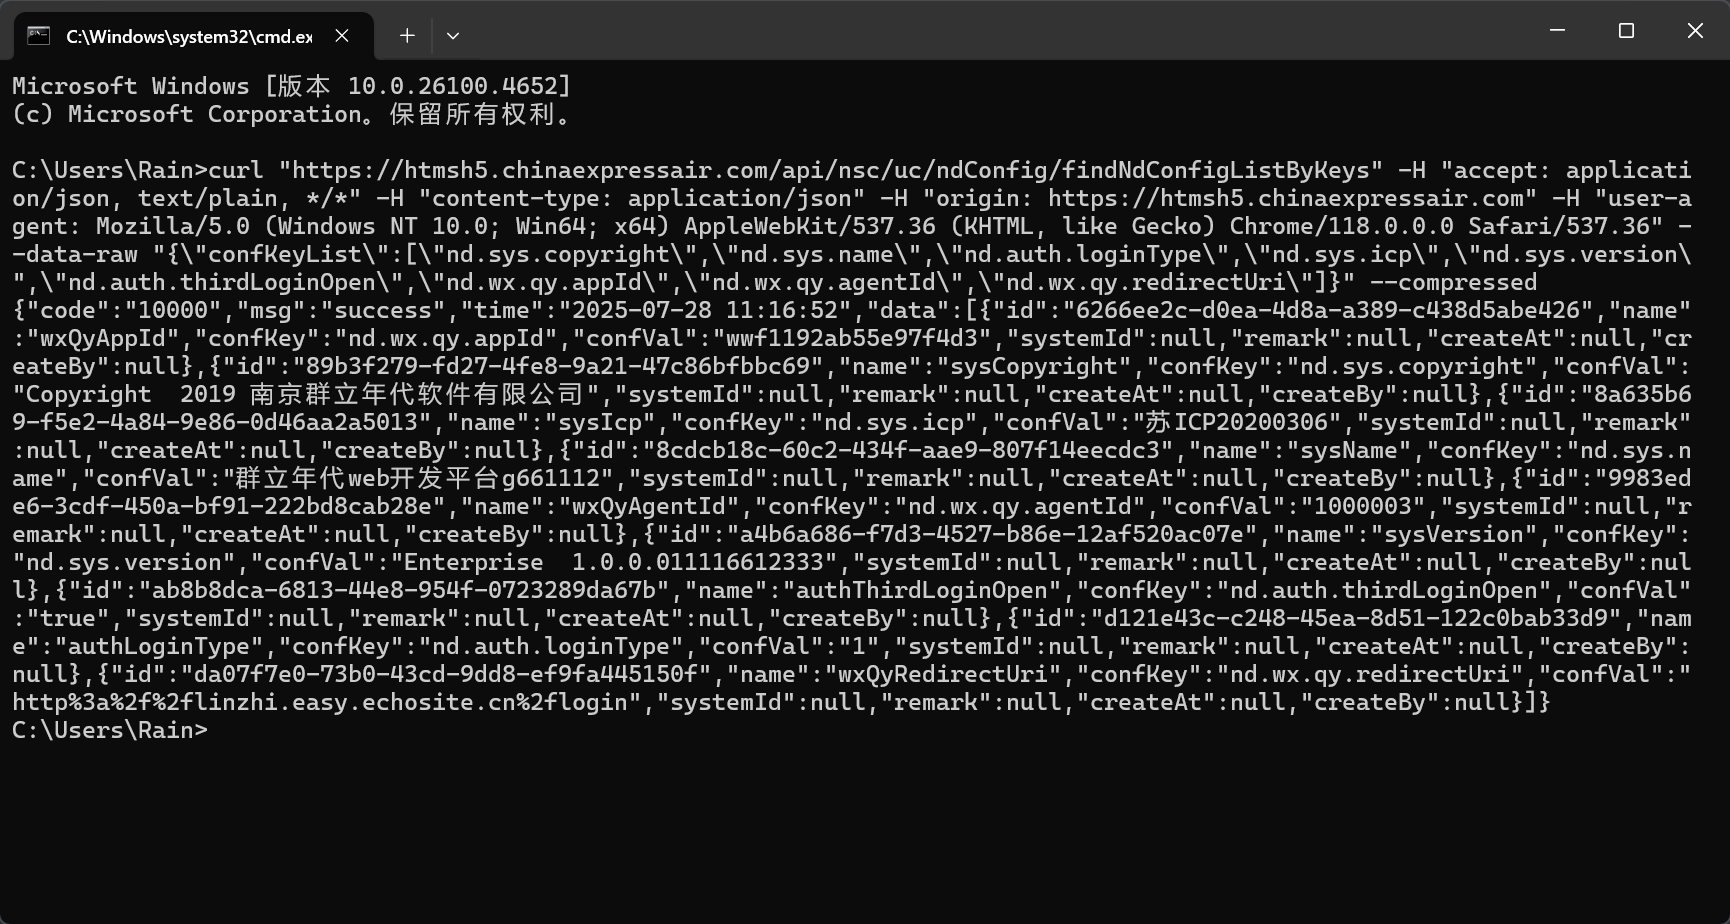 C:\Windows\system32\cmd.ex
Microsoft Windows [版本 10.0.26100.4652]
(c) Microsoft Corporation。保留所有权利。
C:\Users\Rain>curl "https://htmsh5.chinaexpressair.com/api/nsc/uc/ndConfig/findNdConfigListByKeys" -H "accept: applicati
on/json, text/plain, */*" -H "content-type: application/json" -H "origin: https://htmsh5.chinaexpressair.com" -H "user-a
gent: Mozilla/5.0 (Windows NT 10.0; Win64; x64) AppleWebKit/537.36 (KHTML, like Gecko) Chrome/118.0.0.0 Safari/537.36" -
-data-raw "{\"confKeyList\":[\"nd.sys.copyright\",\"nd.sys.name\",\"nd.auth.loginType\",\"nd.sys.icp\",\"nd.sys.version\
",\"nd.auth.thirdLoginOpen\",\"nd.wx.qy.appId\",\"nd.wx.qy.agentId\",\"nd.wx.qy.redirectUri\"]}" --compressed
{"code":"10000","msg":"success","time":"2025-07-28 11:16:52","data":[{"id":"6266ee2c-d0ea-4d8a-a389-c438d5abe426","name"
:"wxQyAppId","confKey":"nd.wx.qy.appId","confVal":"wwf1192ab55e97f4d3","systemId":null,"remark":null,"createAt":null,"cr
eateBy":null},{"id":"89b3f279-fd27-4fe8-9a21-47c86bfbbc69","name":"sysCopyright","confKey":"nd.sys.copyright","confVal":
"Copyright  2019 南京群立年代软件有限公司","systemId":null,"remark":null,"createAt":null,"createBy":null},{"id":"8a635b6
9-f5e2-4a84-9e86-0d46aa2a5013","name":"sysIcp","confKey":"nd.sys.icp","confVal":"苏ICP20200306","systemId":null,"remark"
:null,"createAt":null,"createBy":null},{"id":"8cdcb18c-60c2-434f-aae9-807f14eecdc3","name":"sysName","confKey":"nd.sys.n
ame","confVal":"群立年代web开发平台g661112","systemId":null,"remark":null,"createAt":null,"createBy":null},{"id":"9983ed
e6-3cdf-450a-bf91-222bd8cab28e","name":"wxQyAgentId","confKey":"nd.wx.qy.agentId","confVal":"1000003","systemId":null,"r
emark":null,"createAt":null,"createBy":null},{"id":"a4b6a686-f7d3-4527-b86e-12af520ac07e","name":"sysVersion","confKey":
"nd.sys.version","confVal":"Enterprise  1.0.0.011116612333","systemId":null,"remark":null,"createAt":null,"createBy":nul
l},{"id":"ab8b8dca-6813-44e8-954f-0723289da67b","name":"authThirdLoginOpen","confKey":"nd.auth.thirdLoginOpen","confVal"
:"true","systemId":null,"remark":null,"createAt":null,"createBy":null},{"id":"d121e43c-c248-45ea-8d51-122c0bab33d9","nam
e":"authLoginType","confKey":"nd.auth.loginType","confVal":"1","systemId":null,"remark":null,"createAt":null,"createBy":
null},{"id":"da07f7e0-73b0-43cd-9dd8-ef9fa445150f","name":"wxQyRedirectUri","confKey":"nd.wx.qy.redirectUri","confVal":"
http%3a%2f%2flinzhi.easy.echosite.cn%2flogin","systemId":null,"remark":null,"createAt":null,"createBy":null}]}
C:\Users\Rain>